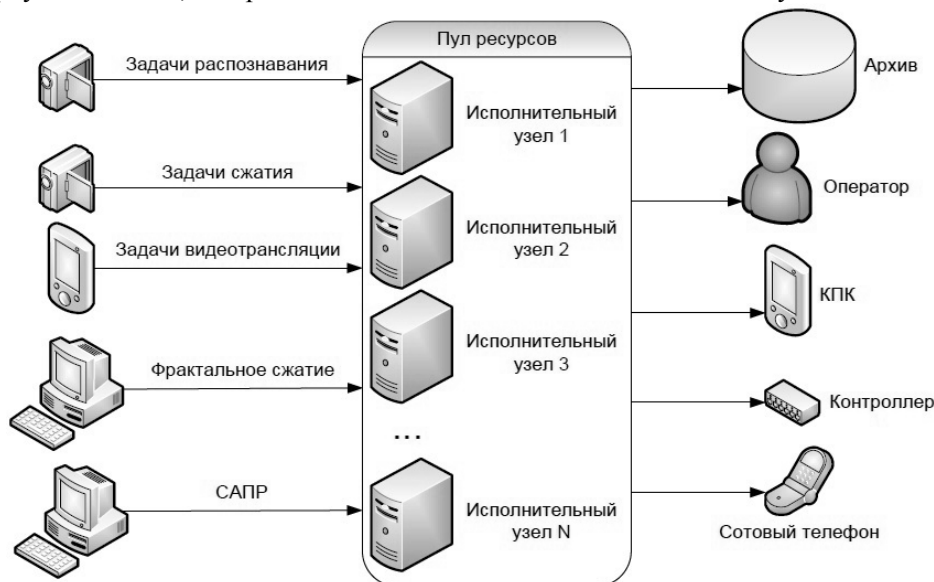 Пул ресурсов
Задачи распознавания
Задачи сжатия
Задачи видеотрансляции
Фрактальное сжатие
САПР
Исполнительный
узел 1
Исполнительный
узел 2
Исполнительный
узел 3
...
Исполнительный
узел N
Архив
Оператор
КПК
Контроллер
Сотовый телефон